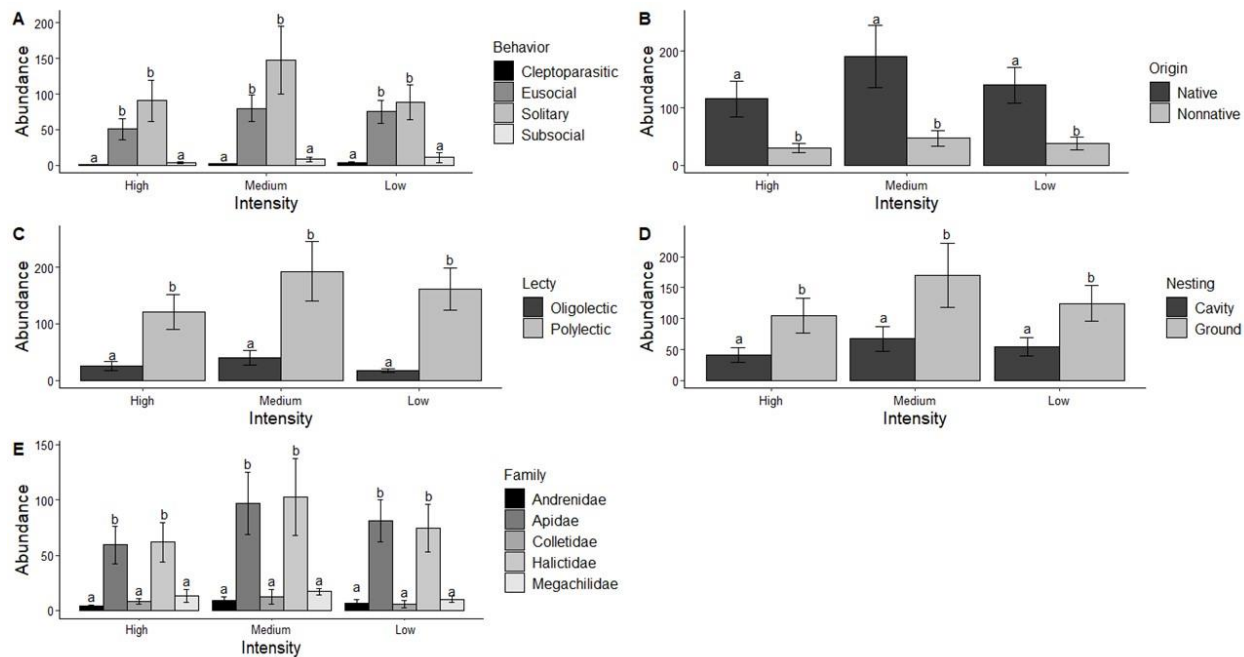 A
200
150
100
50
0
Abundance
a b b a
a b b a
a b b a
High Medium Low
Intensity
Behavior
Cleptoparasitic
Eusocial
Solitary
Subsocial
B
200
100
0
Abundance
a b
a b
a b
High Medium Low
Intensity
Origin
Native
Nonnative
C
200
100
0
Abundance
a b
a b
a b
High Medium Low
Intensity
Lecty
Oligolectic
Polylectic
D
200
150
100
50
0
Abundance
a b
a b
a b
High Medium Low
Intensity
Nesting
Cavity
Ground
E
150
100
50
0
Abundance
a b a b a
a b a b a
a b a b a
High Medium Low
Intensity
Family
Andrenidae
Apidae
Colletidae
Halictidae
Megachilidae